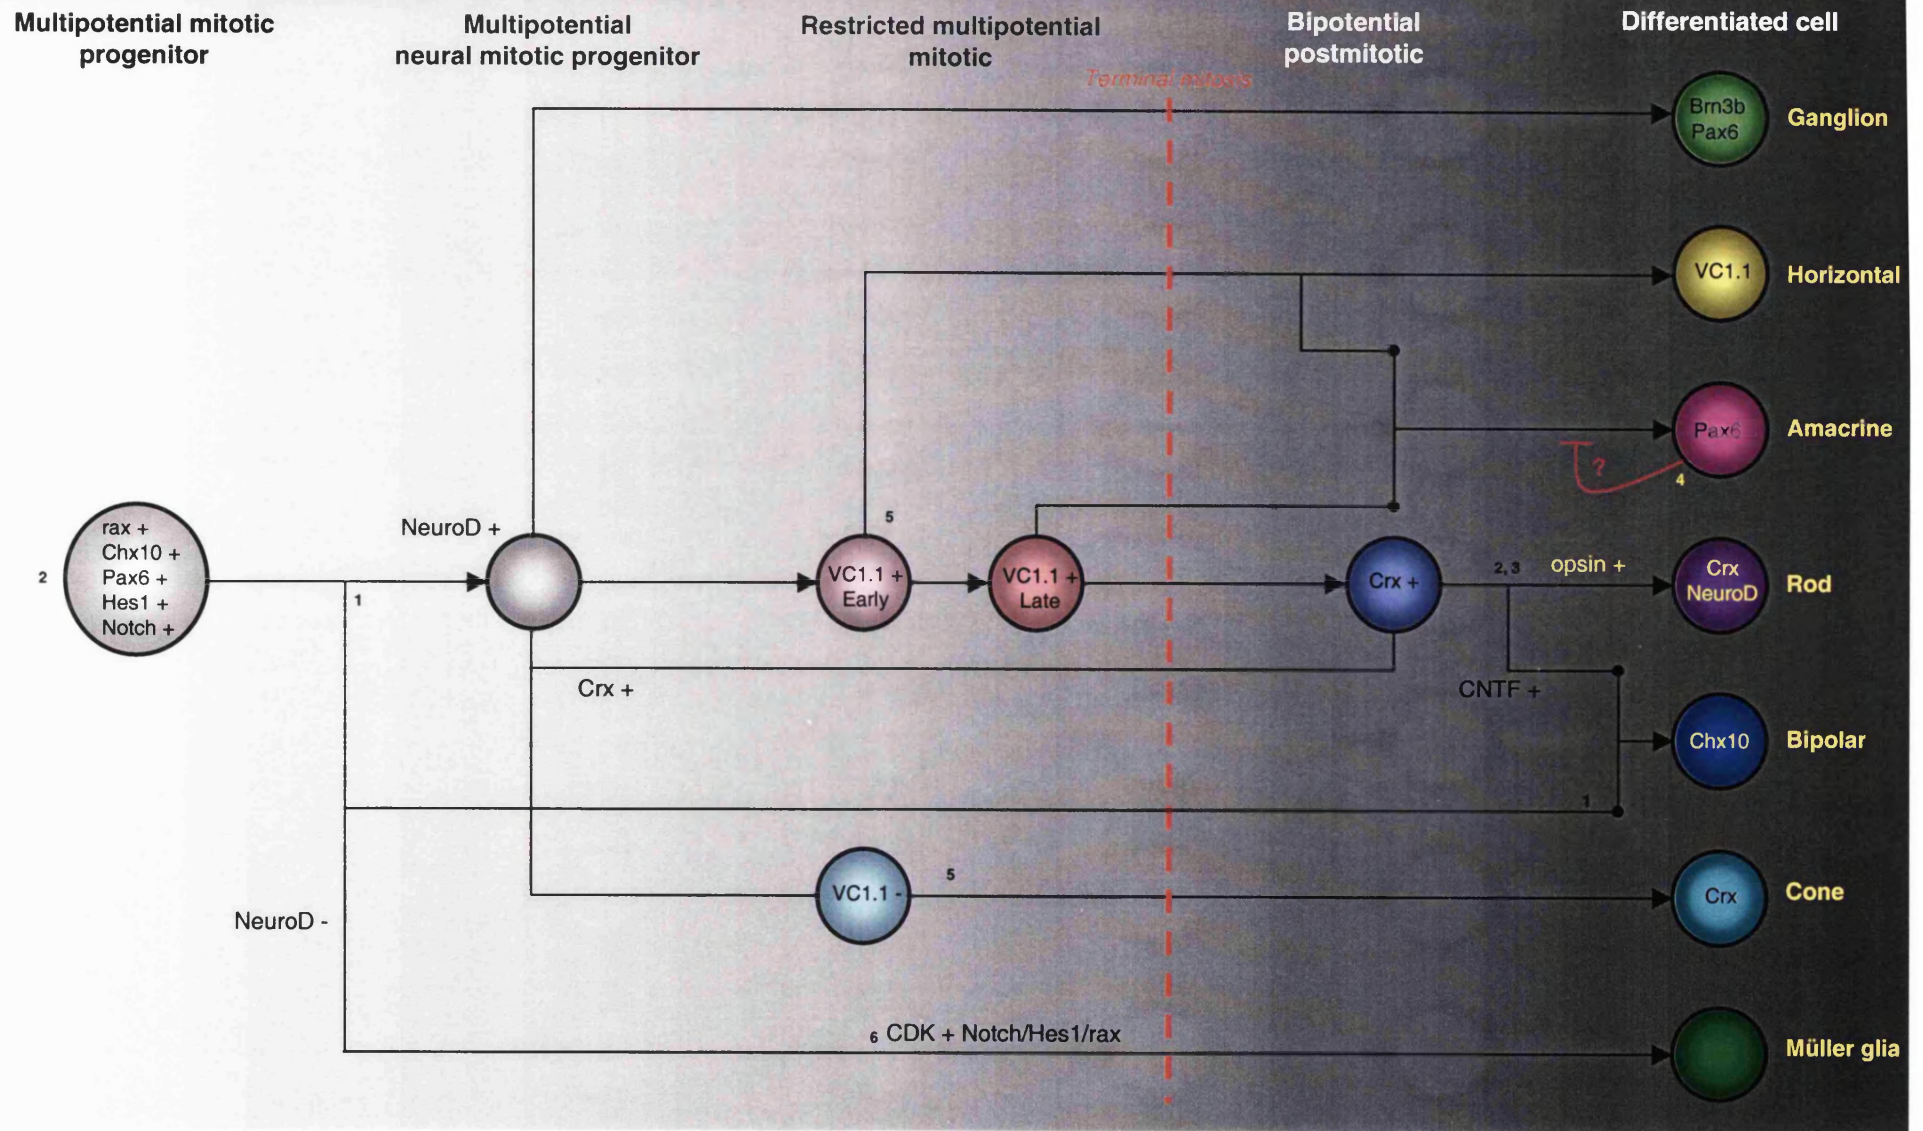 Multipotential mitotic
progenitor
Multipotential
neural mitotic progenitor
Restricted multipotential
mitotic
Bipotential
postmitotic
Differentiated cell
Terminal mitosis
Brn3b
Pax6
Ganglion
VC1.1
Horizontal
Pax6
Amacrine
?
4
2
rax +
Chx10 +
Pax6 +
Hes1 +
Notch +
1
NeuroD +
5
VC1.1 +
Early
VC1.1 +
Late
Crx +
2, 3
opsin +
Crx
NeuroD
Rod
Crx +
CNTF +
Chx10
Bipolar
1
VC1.1 -
5
Crx
Cone
NeuroD -
6 CDK + Notch/Hes1/rax
Müller glia